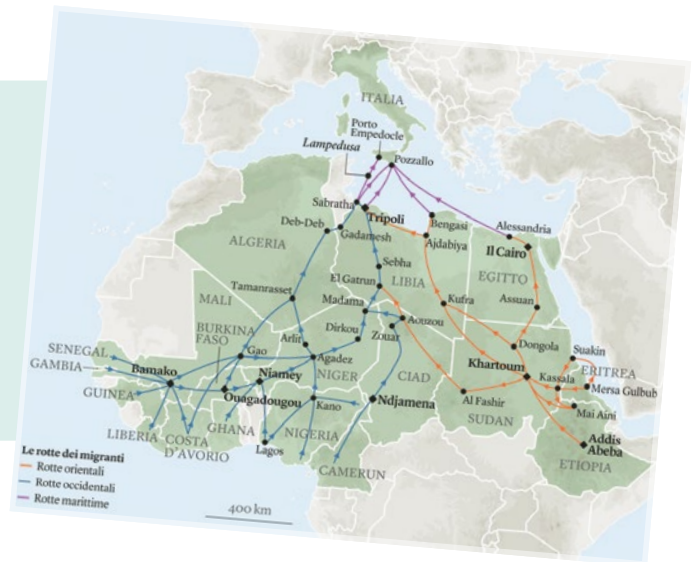 ITALIA
Porto
Empedocle
Lampedusa
Pozzallo
Sabratha
Tripoli
Bengasi
Alessandria
Deb-Deb
Gadamesh
Ajdabiya
Il Cairo
ALGERIA
Sebha
El Gatrun
LIBIA
EGITTO
Tamanrasset
MALI
Madama
Kufra
Assuan
Aouzou
BURKINA
FASO
Dirkou
Zouar
Arlit
Dongola
Suakin
SENEGAL
GAMBIA
Gao
Agadez
Khartoum
ERITREA
Bamako
Niamey
NIGER
CIAD
Kassala
Mersa Gulbub
GUINEA
Ouagadougou
Kano
Ndjamena
Al Fashir
Mai Aini
SUDAN
LIBERIA
COSTA
D'AVORIO
GHANA
NIGERIA
Addis
Abeba
Lagos
CAMERUN
ETIOPIA
Le rotte dei migranti
Rotte orientali
Rotte occidentali
Rotte marittime
400 km